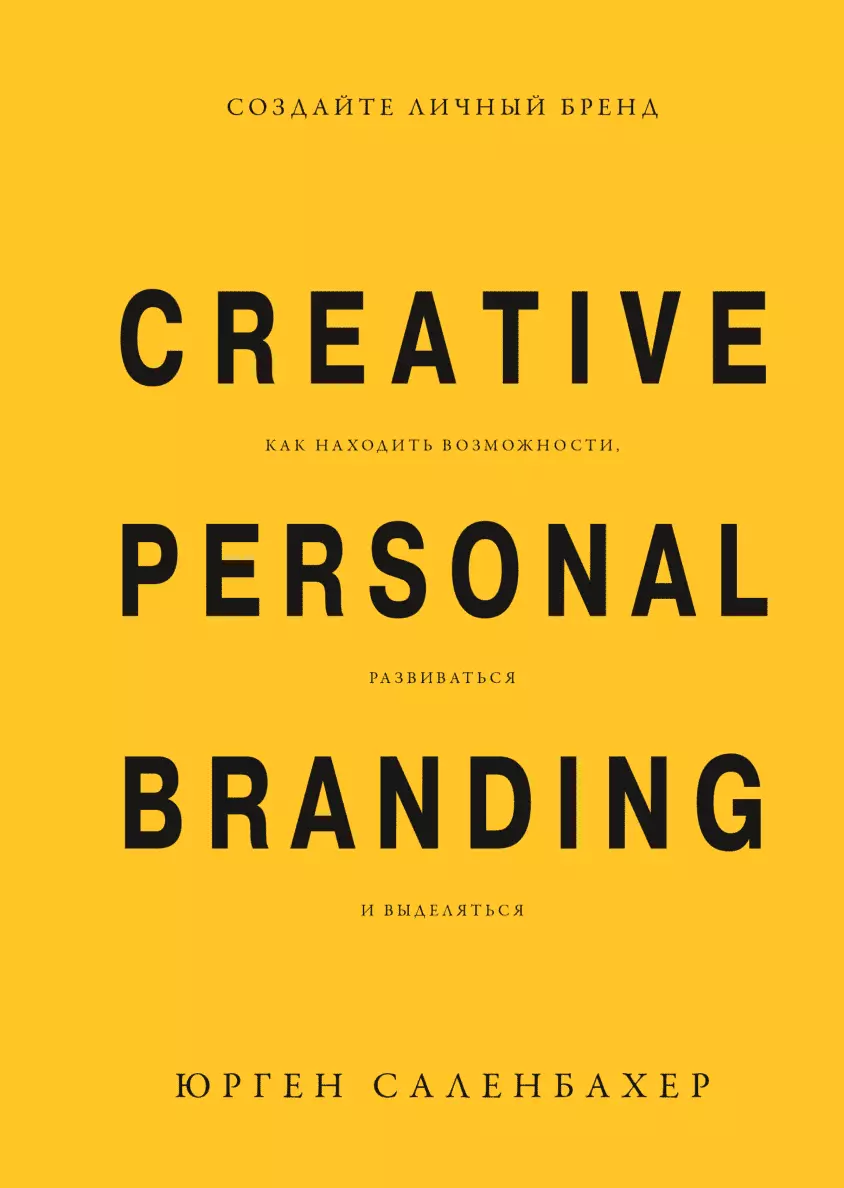 СОЗДАЙТЕ ЛИЧНЫЙ БРЕНД
CREATIVE
КАК НАХОДИТЬ ВОЗМОЖНОСТИ,
PERSONAL
РАЗВИВАТЬСЯ
BRANDING
И ВЫДЕЛЯТЬСЯ
ЮРГЕН САЛЕНБАХЕР